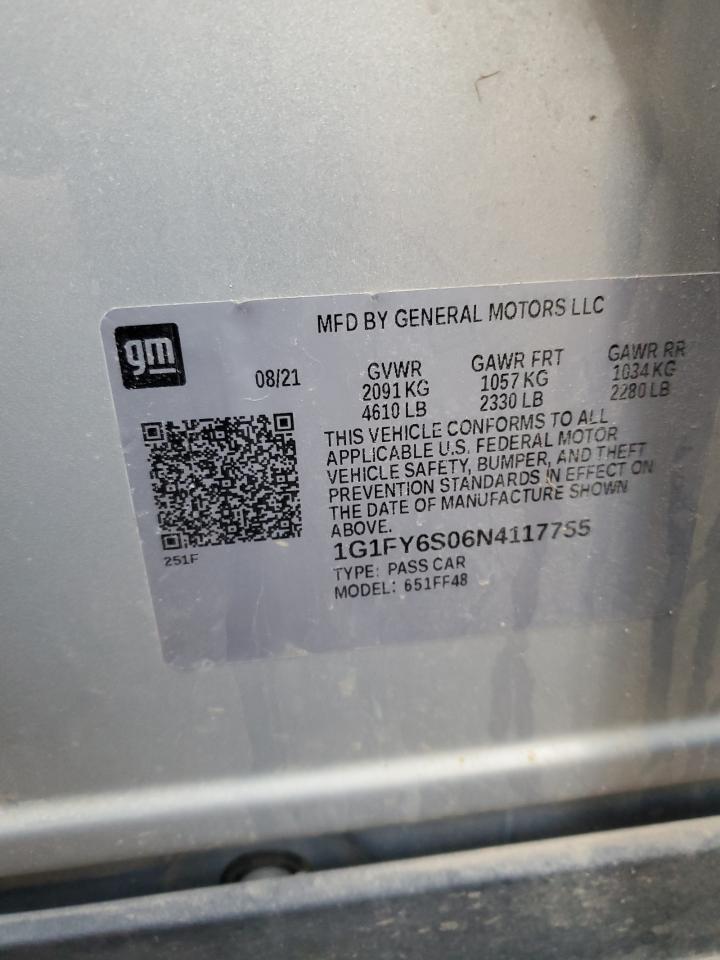 MFD BY GENERAL MOTORS LLC
gm
08/21
GVWR GAWR FRT GAWR RR
2091 KG 1057 KG 1034 KG
4610 LB 2330 LB 2280 LB
THIS VEHICLE CONFORMS TO ALL
APPLICABLE U.S. FEDERAL MOTOR
VEHICLE SAFETY, BUMPER, AND THEFT
PREVENTION STANDARDS IN EFFECT ON
THE DATE OF MANUFACTURE SHOWN
ABOVE.
1G1FY6S06N4117755
TYPE: PASS CAR
MODEL: 651FF48
251F